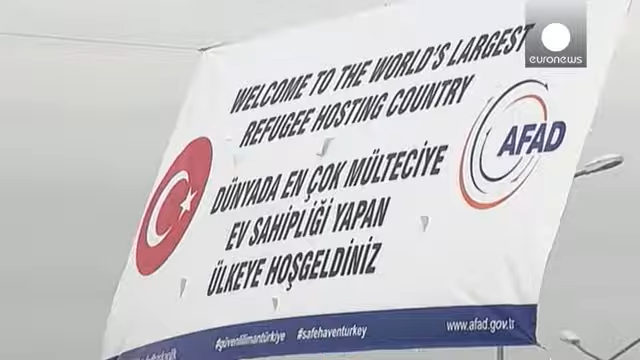 euronews
WELCOME TO THE WORLD'S LARGEST
REFUGEE HOSTING COUNTRY
AFAD
DÜNYADA EN ÇOK MÜLTECİYE
EV SAHİPLİĞİ YAPAN
ÜLKEYE HOŞGELDİNİZ
#güvenlilimantürkiye #safehaventurkey www.afad.gov.tr